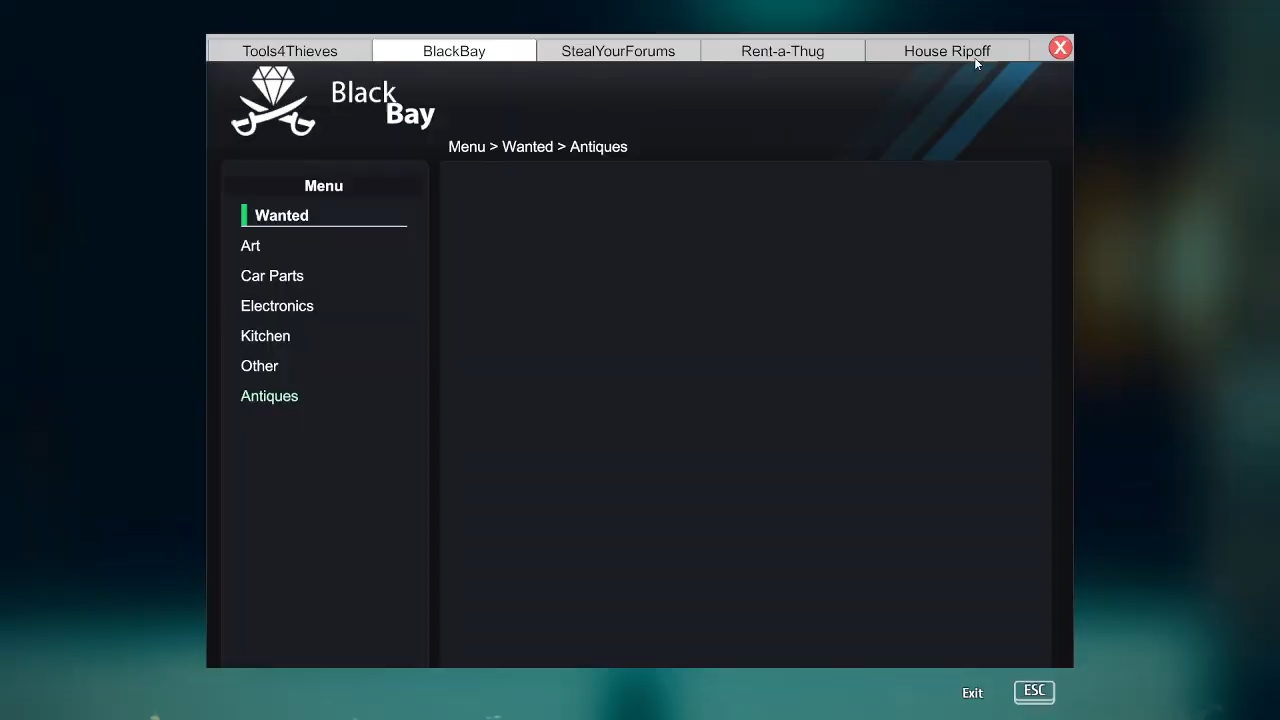 Tools4Thieves BlackBay StealYourForums Rent-a-Thug House Ripoff X
Black
Bay
Menu > Wanted > Antiques
Menu
Wanted
Art
Car Parts
Electronics
Kitchen
Other
Antiques
Exit ESC